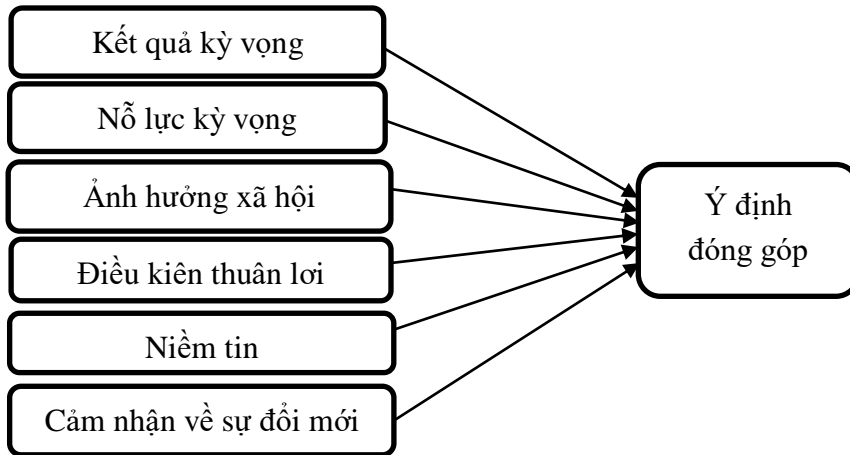 Kết quả kỳ vọng
Nỗ lực kỳ vọng
Ảnh hưởng xã hội
Điều kiên thuân lơi
Niềm tin
Cảm nhận về sự đổi mới
Ý định
đóng góp